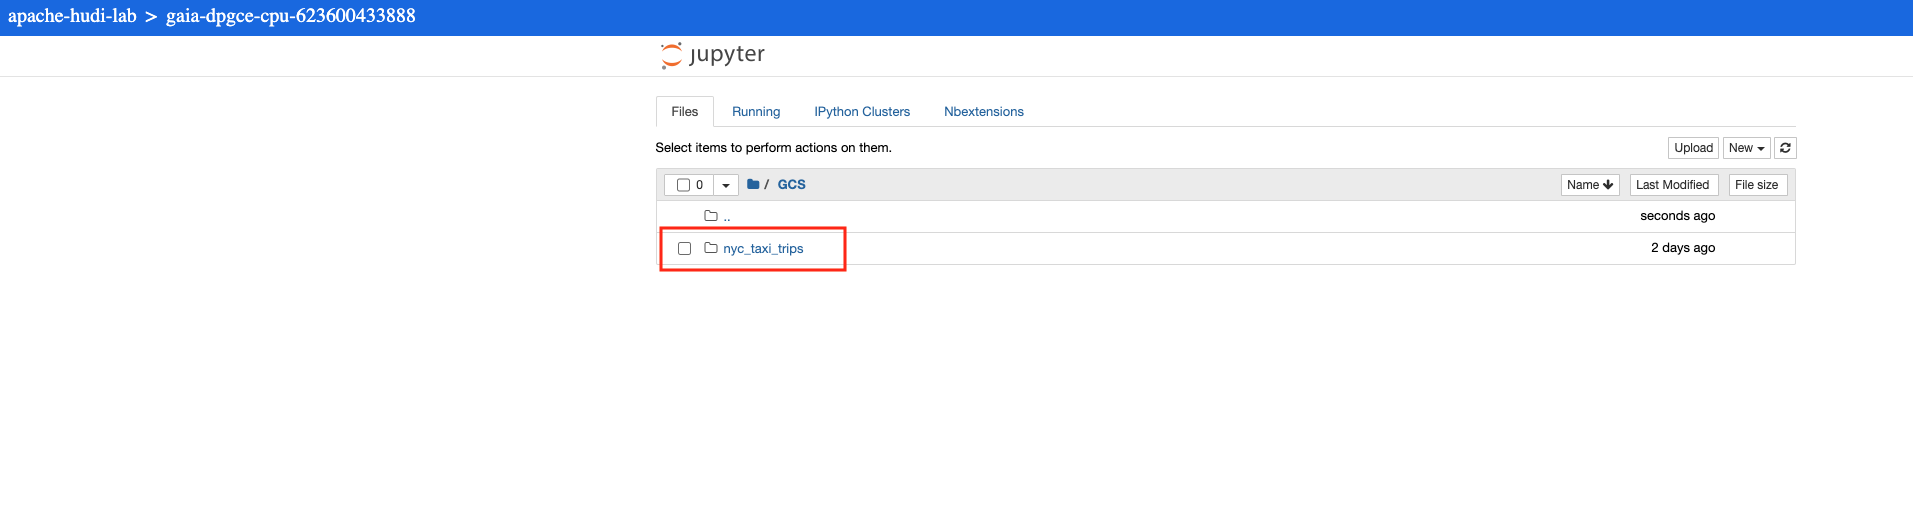 apache-hudi-lab > gaia-dpgce-cpu-623600433888
jupyter
Files Running IPython Clusters Nbextensions
Select items to perform actions on them. Upload New
0 / GCS Name Last Modified File size
.. seconds ago
nyc_taxi_trips 2 days ago